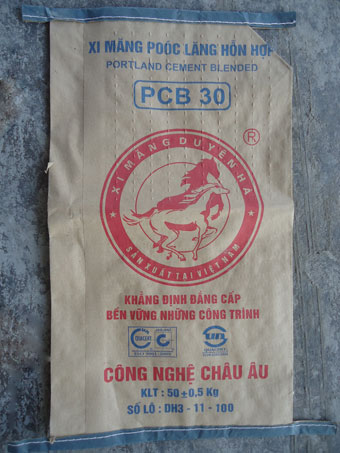 XI MĂNG POÓC LĂNG HỖN HỢP
PORTLAND CEMENT BLENDED
PCB 30
®
XI MĂNG DUYÊN HÀ
SẢN XUẤT TẠI VIỆT NAM
KHẲNG ĐỊNH ĐẲNG CẤP
BỀN VỮNG NHỮNG CÔNG TRÌNH
CÔNG NGHỆ CHÂU ÂU
KLT : 50 ±0,5 Kg
SỐ LÔ : DH3 - 11 - 100